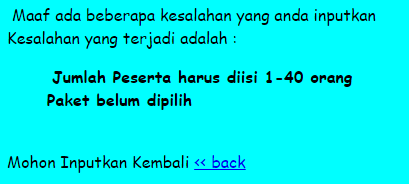 Maaf ada beberapa kesalahan yang anda inputkan
Kesalahan yang terjadi adalah :
Jumlah Peserta harus diisi 1-40 orang
Paket belum dipilih
Mohon Inputkan Kembali << back